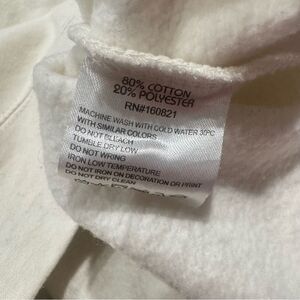 80% COTTON
20% POLYESTER
RN#160821
MACHINE WASH WITH COLD WATER 30PC
WITH SIMILAR COLORS
DO NOT BLEACH
TUMBLE DRY LOW
DO NOT WRING
IRON LOW TEMPERATURE
DO NOT IRON ON DECORATION OR PRINT
DO NOT DRY CLEAN